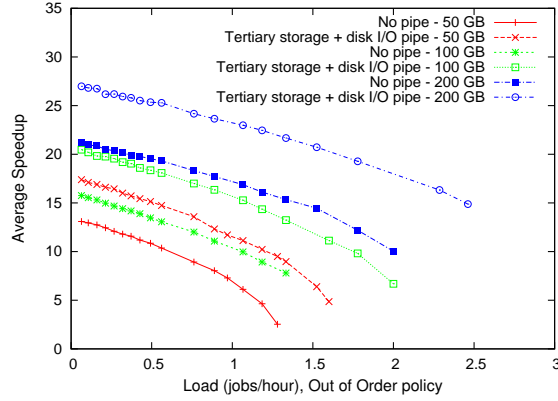 35
30
25
20
15
10
5
0
Average Speedup
No pipe - 50 GB
Tertiary storage + disk I/O pipe - 50 GB
No pipe - 100 GB
Tertiary storage + disk I/O pipe - 100 GB
No pipe - 200 GB
Tertiary storage + disk I/O pipe - 200 GB
0 0.5 1 1.5 2 2.5 3
Load (jobs/hour), Out of Order policy